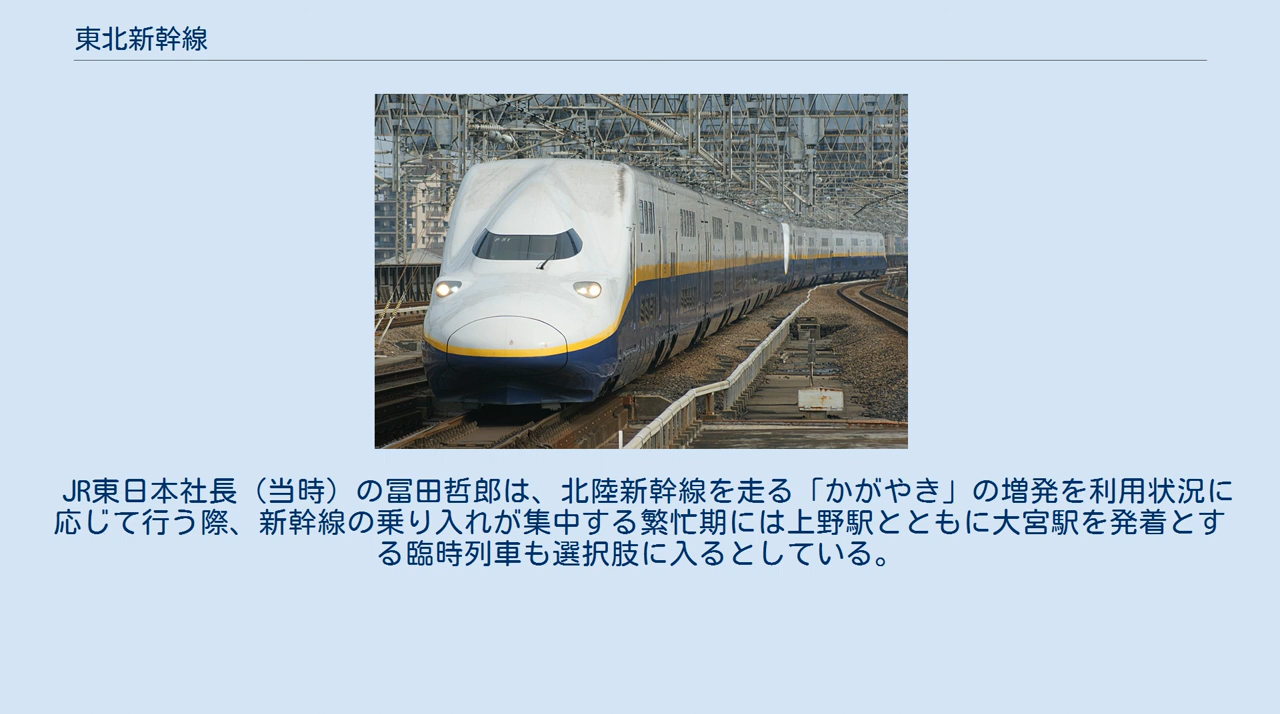 東北新幹線
JR東日本社長（当時）の冨田哲郎は、北陸新幹線を走る「かがやき」の増発を利用状況に
応じて行う際、新幹線の乗り入れが集中する繁忙期には上野駅とともに大宮駅を発着とす
る臨時列車も選択肢に入るとしている。